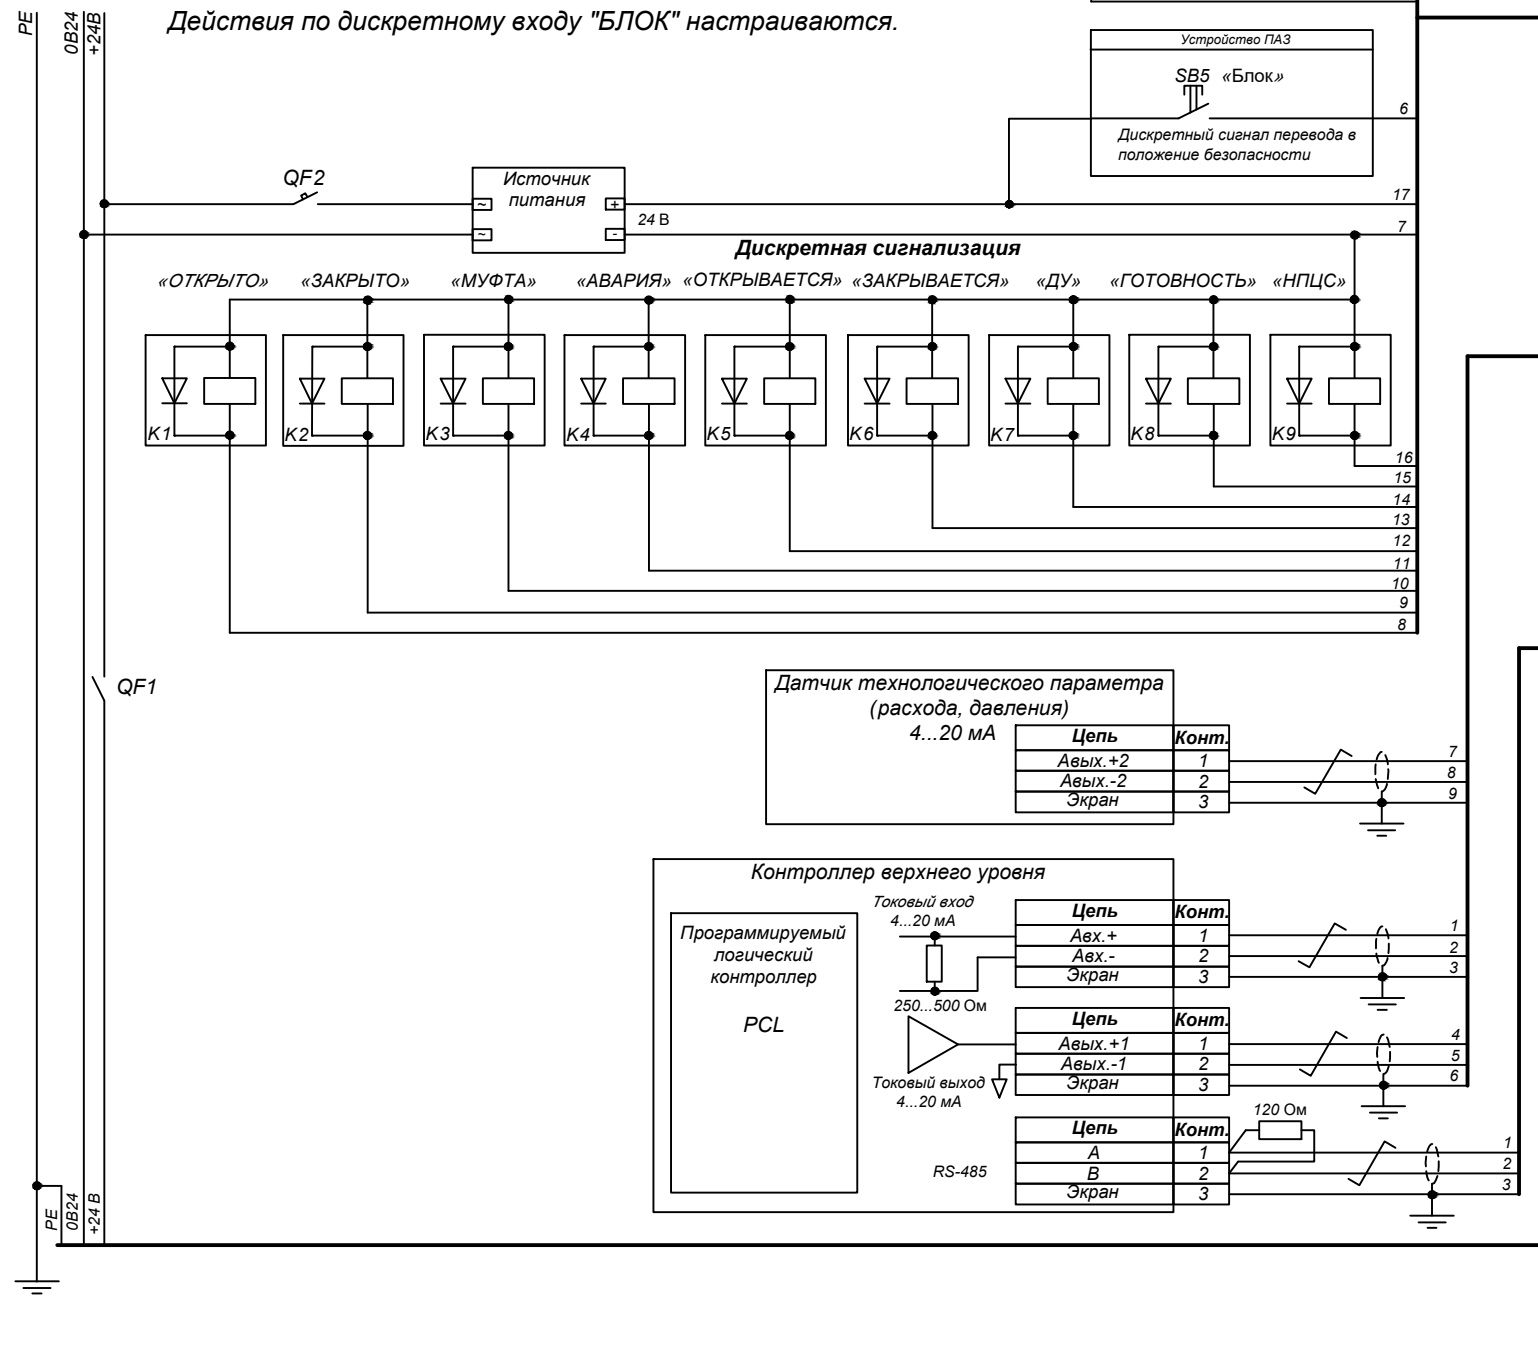 PE
0В24
+24В
Действия по дискретному входу "БЛОК" настраиваются.
Устройство ПАЗ
SB5 «Блок»
6
Дискретный сигнал перевода в
положение безопасности
QF2
Источник
питания
~
+
~
-
24 В
17
7
Дискретная сигнализация
«ОТКРЫТО» «ЗАКРЫТО» «МУФТА» «АВАРИЯ» «ОТКРЫВАЕТСЯ» «ЗАКРЫВАЕТСЯ» «ДУ» «ГОТОВНОСТЬ» «НПЦС»
K1 K2 K3 K4 K5 K6 K7 K8 K9
16
15
14
13
12
11
10
9
8
QF1
Датчик технологического параметра
(расхода, давления)
4...20 мА
Цепь Конт.
Авых.+2 1 7
Авых.-2 2 8
Экран 3 9
Контроллер верхнего уровня
Программируемый
логический
контроллер
PCL
Токовый вход
4...20 мА
250...500 Ом
Цепь Конт.
Авх.+ 1 1
Авх.- 2 2
Экран 3 3
Токовый выход
4...20 мА
Цепь Конт.
Авых.+1 1 4
Авых.-1 2 5
Экран 3 6
120 Ом
RS-485
Цепь Конт.
A 1 1
B 2 2
Экран 3 3
PE
0В24
+24 В